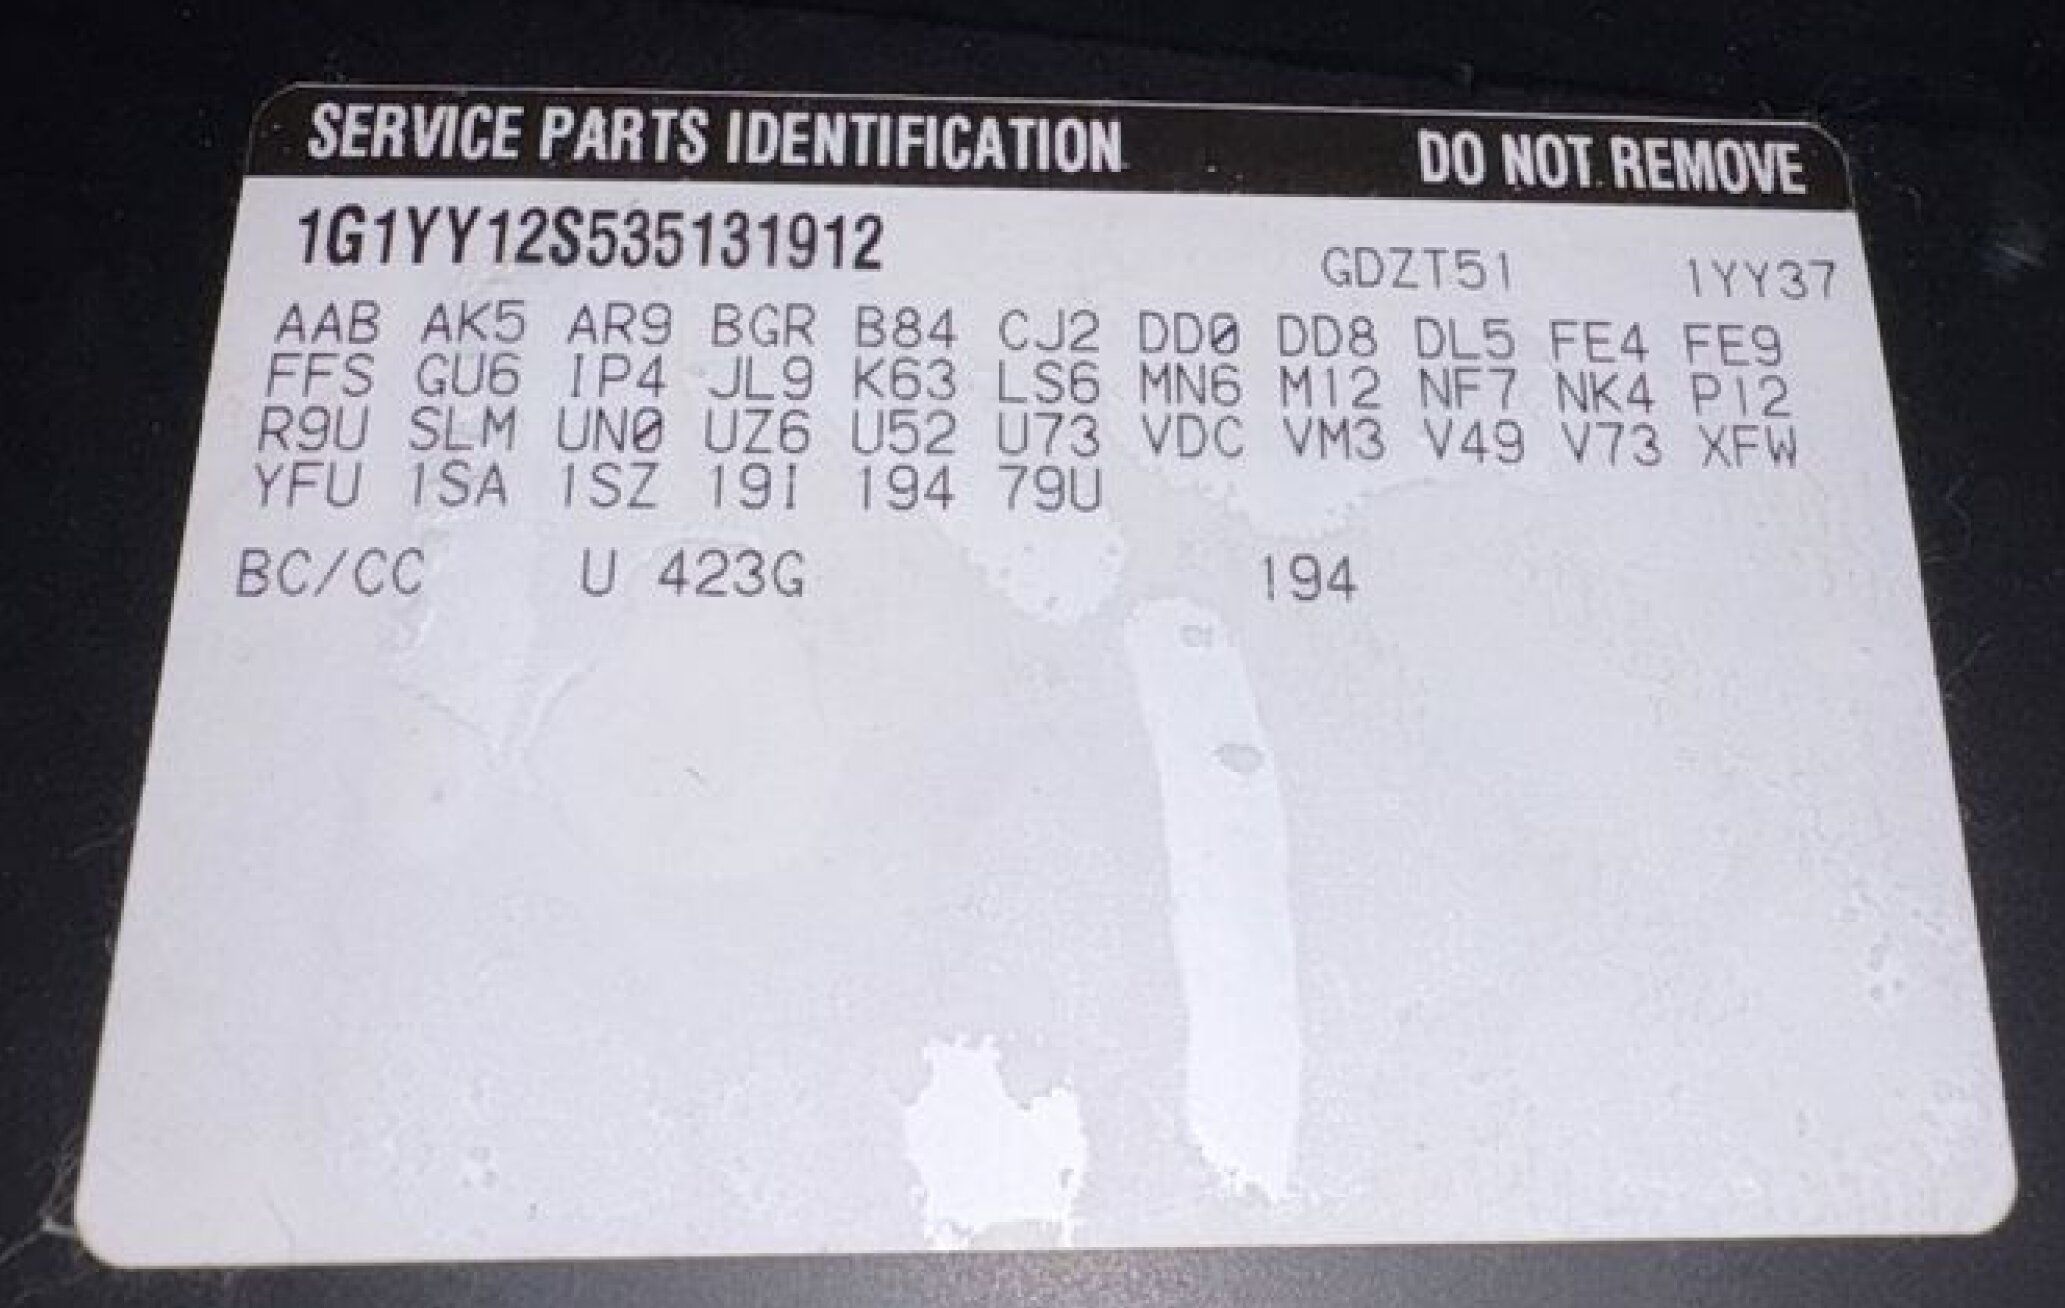 SERVICE PARTS IDENTIFICATION DO NOT REMOVE
1G1YY12S535131912 GDZT51 1YY37
AAB AK5 AR9 BGR B84 CJ2 DD0 DD8 DL5 FE4 FE9
FFS GU6 IP4 JL9 K63 LS6 MN6 M12 NF7 NK4 P12
R9U SLM UN0 UZ6 U52 U73 VDC VM3 V49 V73 XFW
YFU 1SA 1SZ 19I 194 79U
BC/CC U 423G 194